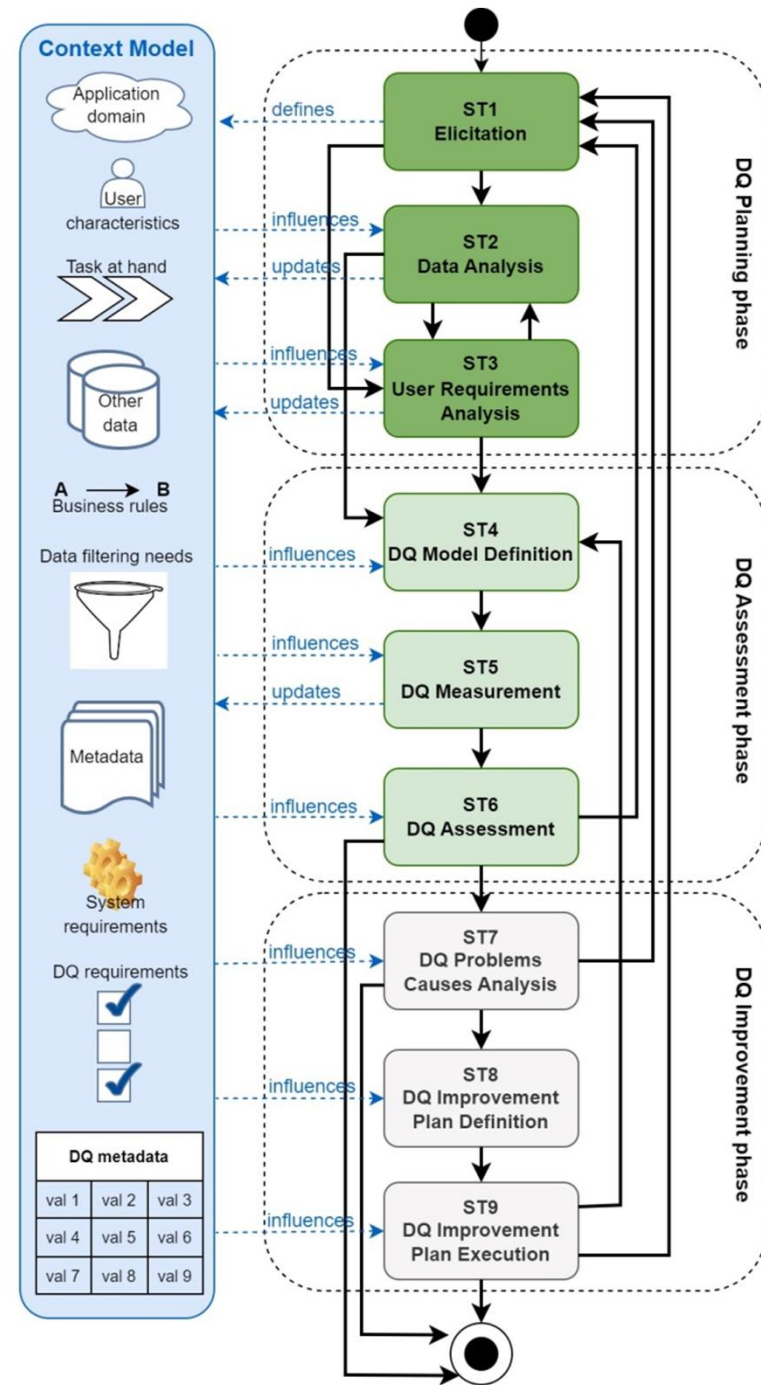 Context Model
Application
domain
User
characteristics
Task at hand
Other
data
A B
Business rules
Data filtering needs
Metadata
System
requirements
DQ requirements
DQ metadata
val 1 val 2 val 3
val 4 val 5 val 6
val 7 val 8 val 9
defines
influences
updates
influences
updates
influences
influences
updates
influences
influences
influences
influences
ST1
Elicitation
ST2
Data Analysis
ST3
User Requirements
Analysis
DQ Planning phase
ST4
DQ Model Definition
ST5
DQ Measurement
ST6
DQ Assessment
DQ Assessment phase
ST7
DQ Problems
Causes Analysis
ST8
DQ Improvement
Plan Definition
ST9
DQ Improvement
Plan Execution
DQ Improvement phase